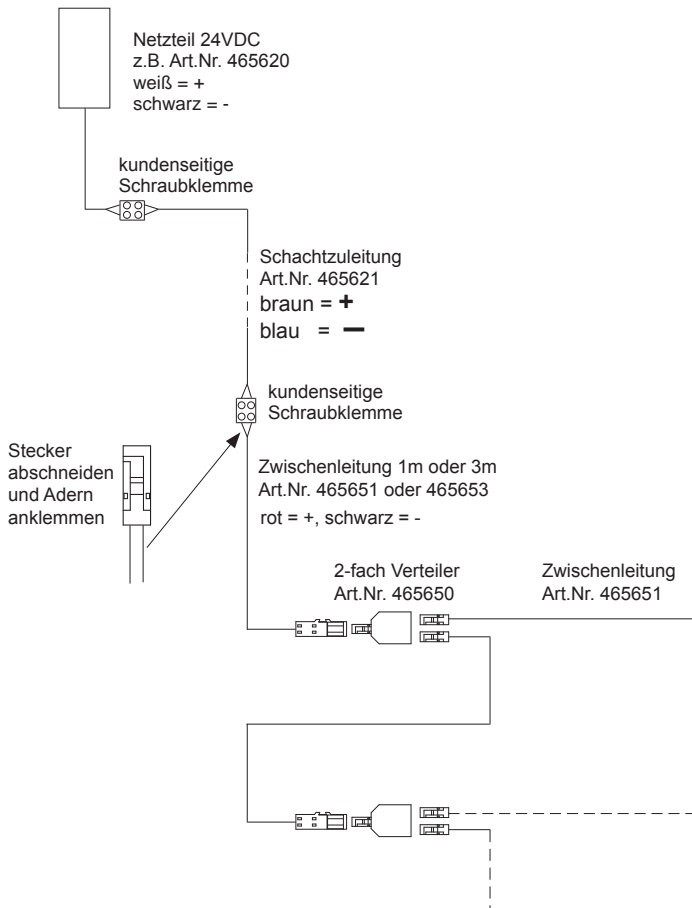 Netzteil 24VDC
z.B. Art.Nr. 465620
weiß = +
schwarz = -
kundenseitige
Schraubklemme
Schachtzuleitung
Art.Nr. 465621
braun = +
blau = −
kundenseitige
Schraubklemme
Stecker
abschneiden
und Adern
anklemmen
Zwischenleitung 1m oder 3m
Art.Nr. 465651 oder 465653
rot = +, schwarz = -
2-fach Verteiler
Art.Nr. 465650
Zwischenleitung
Art.Nr. 465651